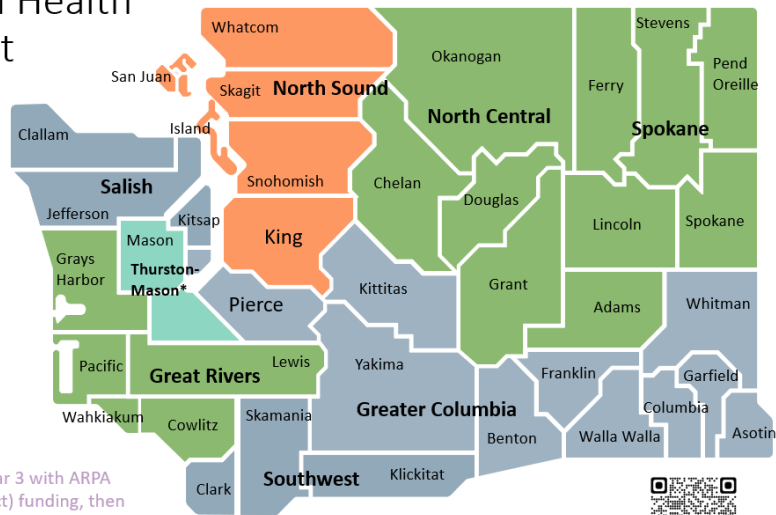 Health
t
Whatcom
San Juan
Skagit
North Sound
Island
Snohomish
King
Clallam
Salish
Jefferson
Kitsap
Mason
Thurston-
Mason*
Grays
Harbor
Pierce
Pacific
Great Rivers
Lewis
Wahkiakum
Cowlitz
Skamania
Clark
Southwest
Klickitat
Okanogan
North Central
Chelan
Douglas
Grant
Kittitas
Yakima
Greater Columbia
Benton
Ferry
Stevens
Pend
Oreille
Spokane
Lincoln
Spokane
Adams
Whitman
Franklin
Garfield
Columbia
Walla Walla
Asotin
ar 3 with ARPA
ct) funding, then